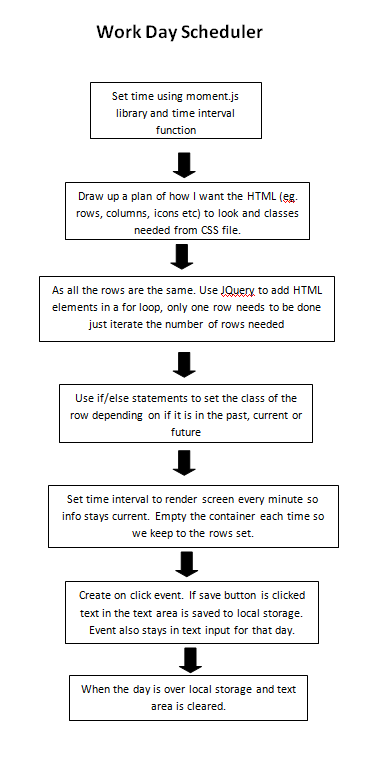 Work Day Scheduler
Set time using moment.js
library and time interval
function
Draw up a plan of how I want the HTML (eg.
rows, columns, icons etc) to look and classes
needed from CSS file.
As all the rows are the same. Use JQuery to add HTML
elements in a for loop, only one row needs to be done
just iterate the number of rows needed
Use if/else statements to set the class of the
row depending on if it is in the past, current or
future
Set time interval to render screen every minute so
info stays current. Empty the container each time so
we keep to the rows set.
Create on click event. If save button is clicked
text in the text area is saved to local storage.
Event also stays in text input for that day.
When the day is over local storage and text
area is cleared.